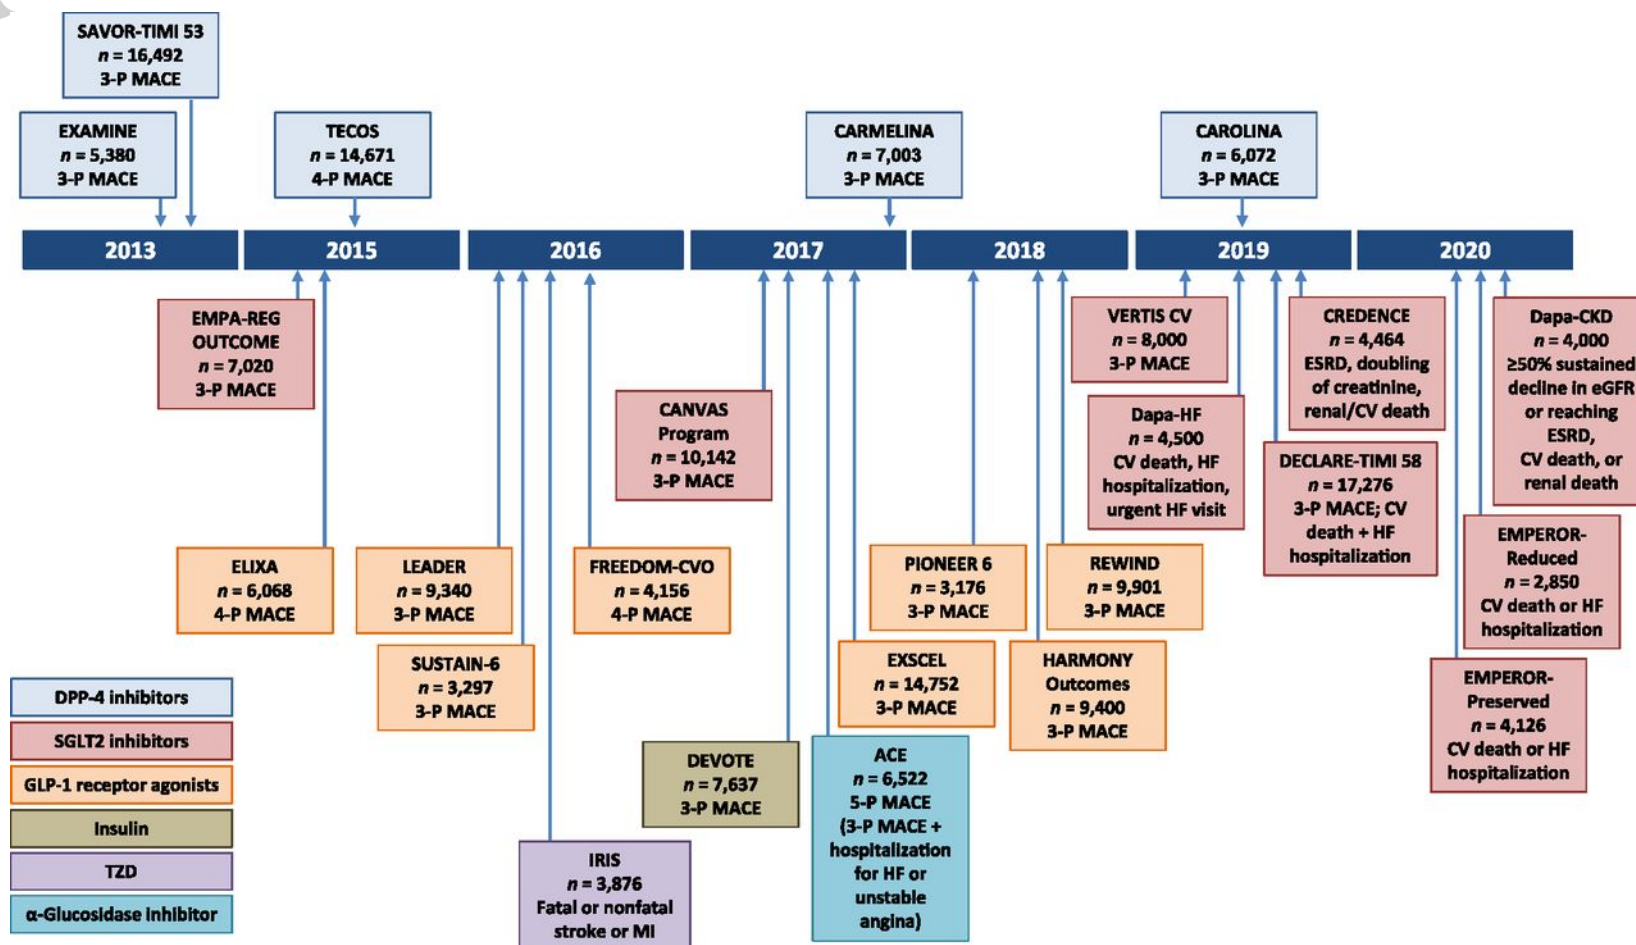 SAVOR-TIMI 53
n = 16,492
3-P MACE
EXAMINE
n = 5,380
3-P MACE
TECOS
n = 14,671
4-P MACE
CARMELINA
n = 7,003
3-P MACE
CAROLINA
n = 6,072
3-P MACE
2013
2015
2016
2017
2018
2019
2020
EMPA-REG
OUTCOME
n = 7,020
3-P MACE
CANVAS
Program
n = 10,142
3-P MACE
VERTIS CV
n = 8,000
3-P MACE
Dapa-HF
n = 4,500
CV death, HF
hospitalization,
urgent HF visit
CREDENCE
n = 4,464
ESRD, doubling
of creatinine,
renal/CV death
DECLARE-TIMI 58
n = 17,276
3-P MACE; CV
death + HF
hospitalization
Dapa-CKD
n = 4,000
≥50% sustained
decline in eGFR
or reaching
ESRD,
CV death, or
renal death
EMPEROR-
Reduced
n = 2,850
CV death or HF
hospitalization
EMPEROR-
Preserved
n = 4,126
CV death or HF
hospitalization
ELIXA
n = 6,068
4-P MACE
LEADER
n = 9,340
3-P MACE
SUSTAIN-6
n = 3,297
3-P MACE
FREEDOM-CVO
n = 4,156
4-P MACE
PIONEER 6
n = 3,176
3-P MACE
REWIND
n = 9,901
3-P MACE
EXSCEL
n = 14,752
3-P MACE
HARMONY
Outcomes
n = 9,400
3-P MACE
DEVOTE
n = 7,637
3-P MACE
ACE
n = 6,522
5-P MACE
(3-P MACE +
hospitalization
for HF or
unstable
angina)
IRIS
n = 3,876
Fatal or nonfatal
stroke or MI
DPP-4 inhibitors
SGLT2 inhibitors
GLP-1 receptor agonists
Insulin
TZD
α-Glucosidase inhibitor